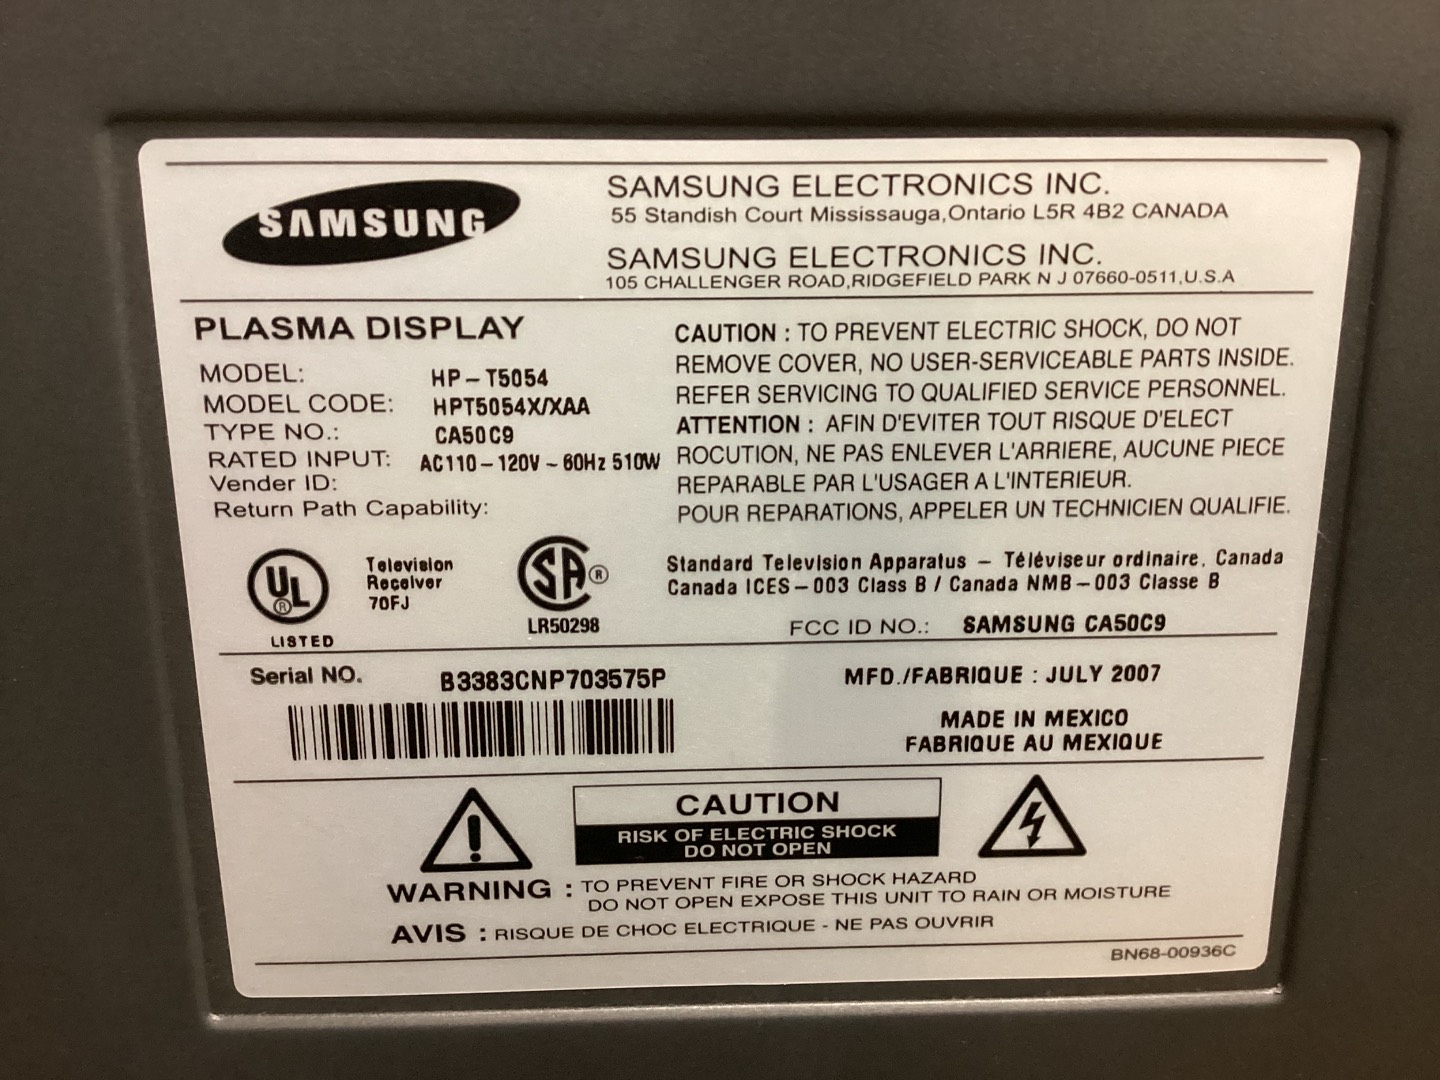 SAMSUNG
SAMSUNG ELECTRONICS INC.
55 Standish Court Mississauga,Ontario L5R 4B2 CANADA
SAMSUNG ELECTRONICS INC.
105 CHALLENGER ROAD,RIDGEFIELD PARK N J 07660-0511,U.S.A
PLASMA DISPLAY
MODEL: HP-T5054
MODEL CODE: HPT5054X/XAA
TYPE NO.: CA50C9
RATED INPUT: AC110-120V ~ 60Hz 510W
Vender ID:
Return Path Capability:
CAUTION : TO PREVENT ELECTRIC SHOCK, DO NOT
REMOVE COVER, NO USER-SERVICEABLE PARTS INSIDE.
REFER SERVICING TO QUALIFIED SERVICE PERSONNEL.
ATTENTION : AFIN D'EVITER TOUT RISQUE D'ELECT
ROCUTION, NE PAS ENLEVER L'ARRIERE, AUCUNE PIECE
REPARABLE PAR L'USAGER A L'INTERIEUR.
POUR REPARATIONS, APPELER UN TECHNICIEN QUALIFIE.
UL ®
LISTED
Television
Receiver
70FJ
SA ®
LR50298
Standard Television Apparatus – Téléviseur ordinaire, Canada
Canada ICES-003 Class B / Canada NMB-003 Classe B
FCC ID NO.: SAMSUNG CA50C9
Serial NO. B3383CNP703575P
MFD./FABRIQUE : JULY 2007
MADE IN MEXICO
FABRIQUE AU MEXIQUE
CAUTION
RISK OF ELECTRIC SHOCK
DO NOT OPEN
WARNING : TO PREVENT FIRE OR SHOCK HAZARD
DO NOT OPEN EXPOSE THIS UNIT TO RAIN OR MOISTURE
AVIS : RISQUE DE CHOC ELECTRIQUE - NE PAS OUVRIR
BN68-00936C